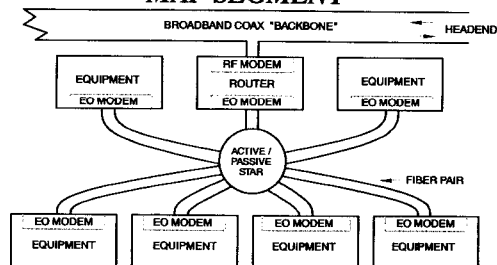 MAP SEGMENT
BROADBAND COAX "BACKBONE"
HEADEND
RF MODEM
EQUIPMENT
ROUTER
EQUIPMENT
EO MODEM
EO MODEM
EO MODEM
ACTIVE /
PASSIVE
STAR
FIBER PAIR
EO MODEM
EO MODEM
EO MODEM
EO MODEM
EQUIPMENT
EQUIPMENT
EQUIPMENT
EQUIPMENT